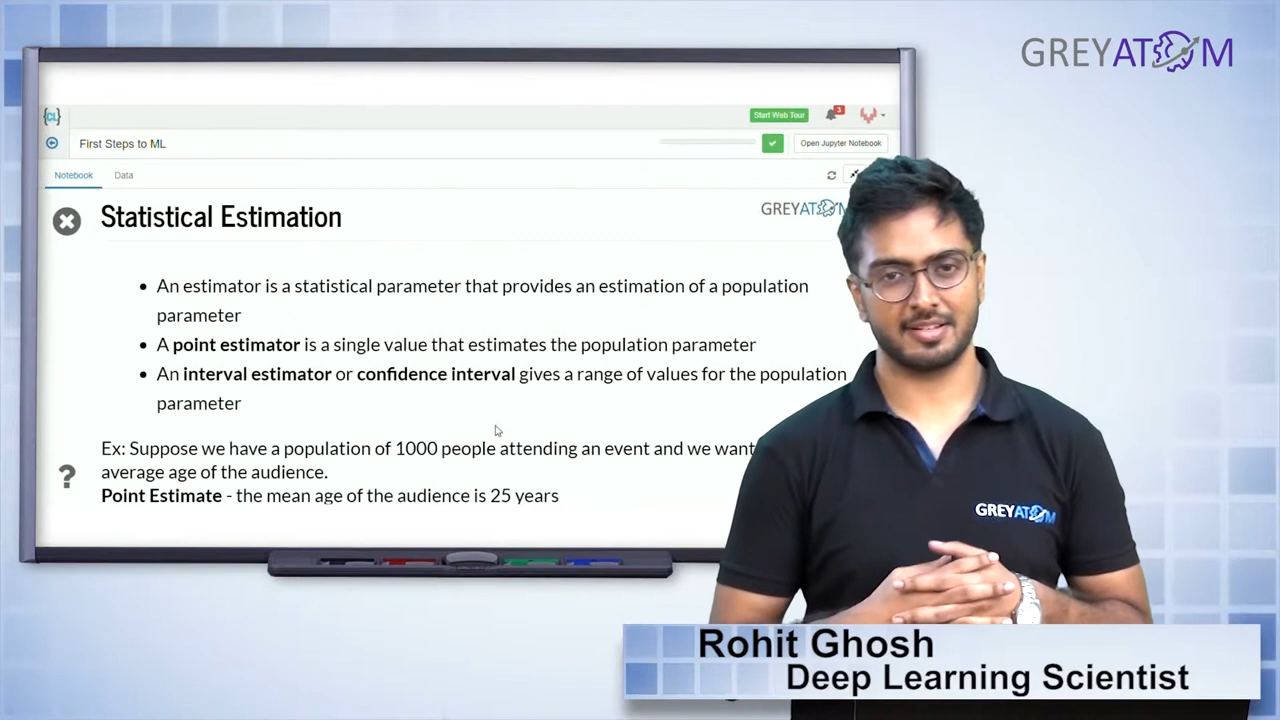 GREYATOM
{CL}
Start Web Tour
3
First Steps to ML
Open Jupyter Notebook
Notebook
Data
Statistical Estimation
GREYATOM
• An estimator is a statistical parameter that provides an estimation of a population
parameter
• A point estimator is a single value that estimates the population parameter
• An interval estimator or confidence interval gives a range of values for the population
parameter
Ex: Suppose we have a population of 1000 people attending an event and we want
average age of the audience.
?
Point Estimate - the mean age of the audience is 25 years
GREYATOM
Rohit Ghosh
Deep Learning Scientist